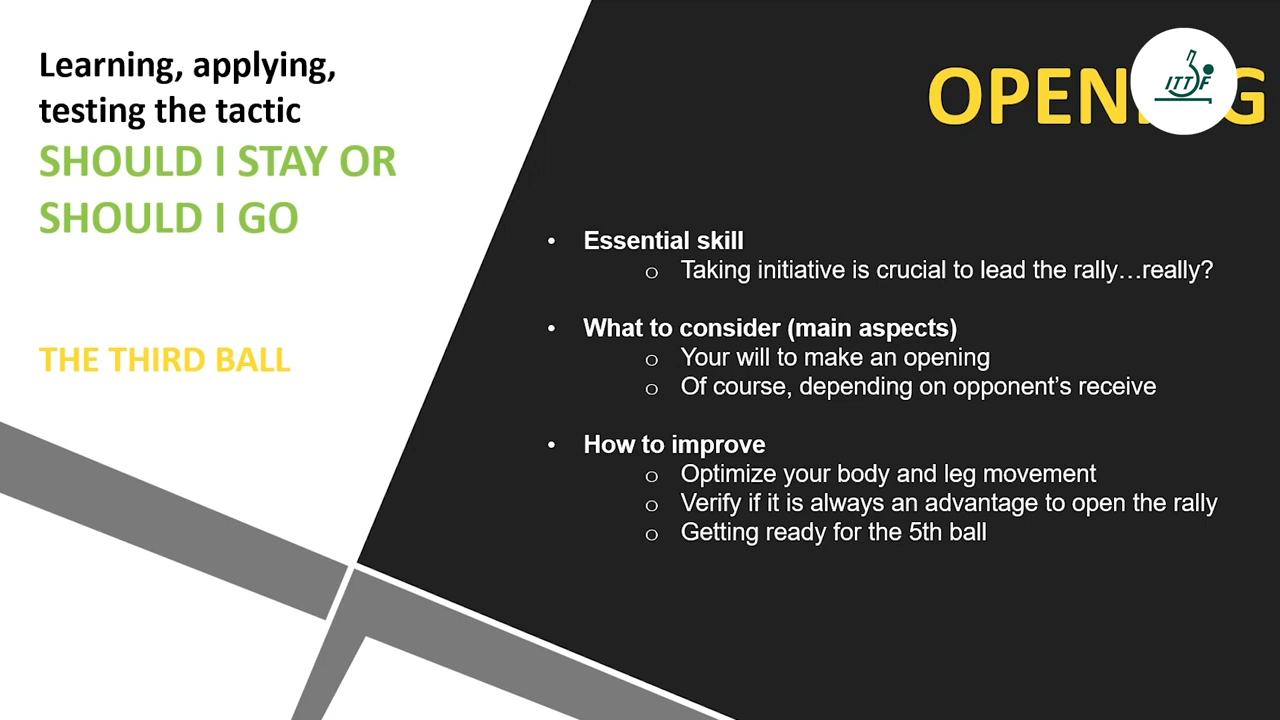 Learning, applying,
testing the tactic
SHOULD I STAY OR
SHOULD I GO
THE THIRD BALL
ITTF
• Essential skill
o Taking initiative is crucial to lead the rally…really?
• What to consider (main aspects)
o Your will to make an opening
o Of course, depending on opponent’s receive
• How to improve
o Optimize your body and leg movement
o Verify if it is always an advantage to open the rally
o Getting ready for the 5th ball